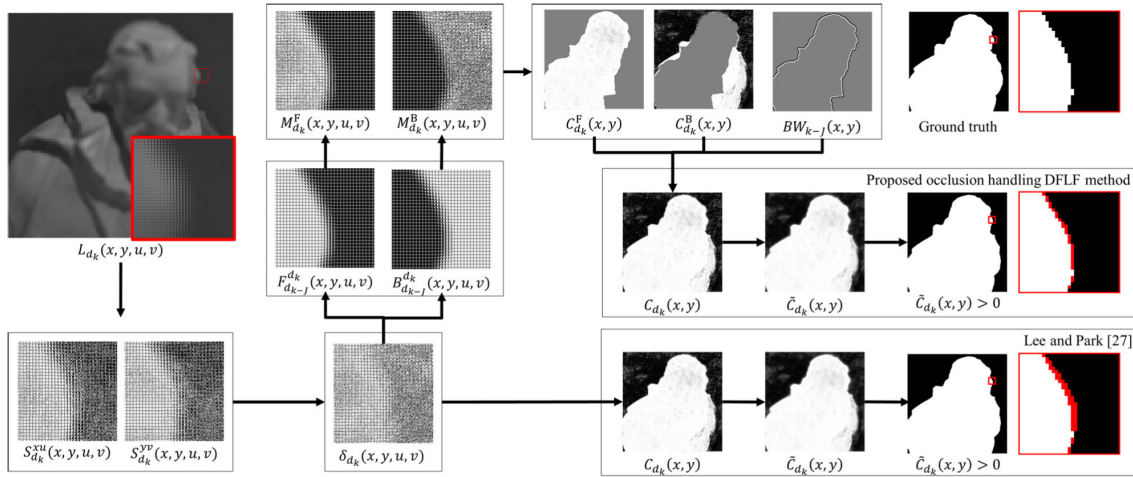 L_{d_k}(x, y, u, v)
S^{xu}_{d_k}(x, y, u, v) S^{yv}_{d_k}(x, y, u, v)
M^F_{d_k}(x, y, u, v) M^B_{d_k}(x, y, u, v)
F^{d_k}_{d_{k-J}}(x, y, u, v) B^{d_k}_{d_{k-J}}(x, y, u, v)
δ_{d_k}(x, y, u, v)
C^F_{d_k}(x, y) C^B_{d_k}(x, y) BW_{k-J}(x, y)
Ground truth
Proposed occlusion handling DFLF method
C_{d_k}(x, y) C̃_{d_k}(x, y) C̃_{d_k}(x, y) > 0
Lee and Park [27]
C_{d_k}(x, y) C̃_{d_k}(x, y) C̃_{d_k}(x, y) > 0